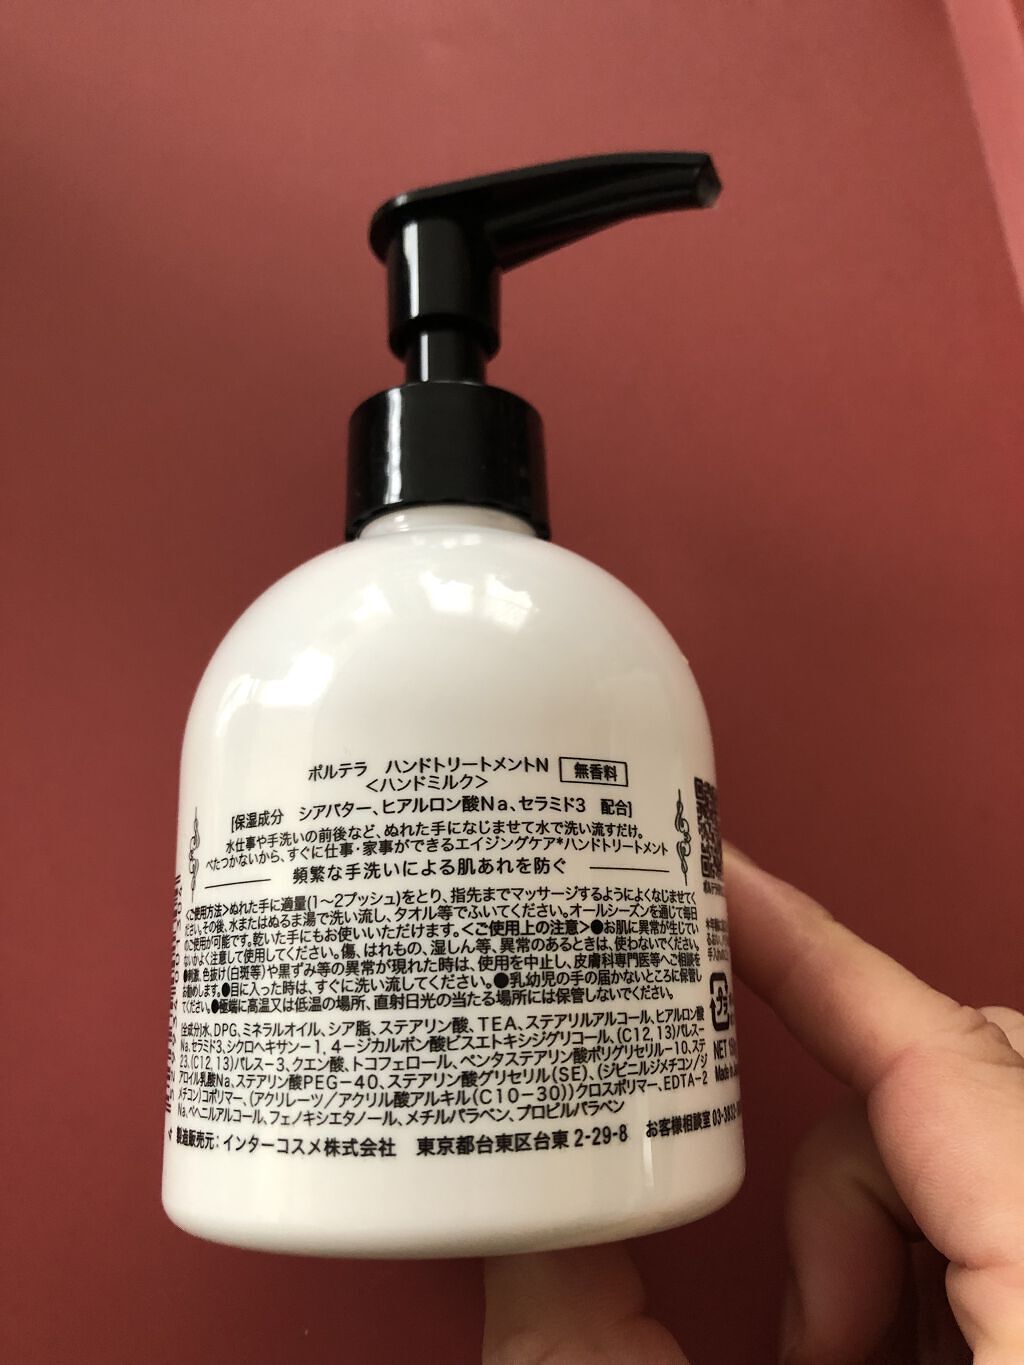 ポルテラ ハンドトリートメントN 無香料
＜ハンドミルク＞
[保湿成分 シアバター、ヒアルロン酸Na、セラミド3 配合]
水仕事や手洗いの前後など、ぬれた手になじませて水で洗い流すだけ。
べたつかないから、すぐに仕事・家事ができるエイジングケア*ハンドトリートメント
頻繁な手洗いによる肌あれを防ぐ
＜ご使用方法＞ぬれた手に適量(1～2プッシュ)をとり、指先までマッサージするようによくなじませてく
ださい。その後、水またはぬるま湯で洗い流し、タオル等でふいてください。オールシーズンを通じて毎日
のご使用が可能です。乾いた手にもお使いいただけます。＜ご使用上の注意＞●お肌に異常が生じてい
ないかよく注意して使用してください。傷、はれもの、湿しん等、異常のあるときは、使わないでください。
●刺激、色抜け(白斑等)や黒ずみ等の異常が現れた時は、使用を中止し、皮膚科専門医等へご相談を
お勧めします。●目に入った時は、すぐに洗い流してください。●乳幼児の手の届かないところに保管し
てください。●極端に高温又は低温の場所、直射日光の当たる場所には保管しないでください。
(全成分)水、DPG、ミネラルオイル、シア脂、ステアリン酸、TEA、ステアリルアルコール、ヒアルロン酸
Na、セラミド3、シクロヘキサン-1, 4-ジカルボン酸ビスエトキシジグリコール、(C12, 13)パレス-
23、(C12, 13)パレス-3、クエン酸、トコフェロール、ペンタステアリン酸ポリグリセリル-10、ステ
アロイル乳酸Na、ステアリン酸PEG-40、ステアリン酸グリセリル(SE)、(ジビニルジメチコン/ジ
メチコン)コポリマー、(アクリレーツ/アクリル酸アルキル(C10-30))クロスポリマー、EDTA-2
Na、ベヘニルアルコール、フェノキシエタノール、メチルパラベン、プロピルパラベン
製造販売元：インターコスメ株式会社 東京都台東区台東 2-29-8 お客様相談室 03-3832-
NET
Made in